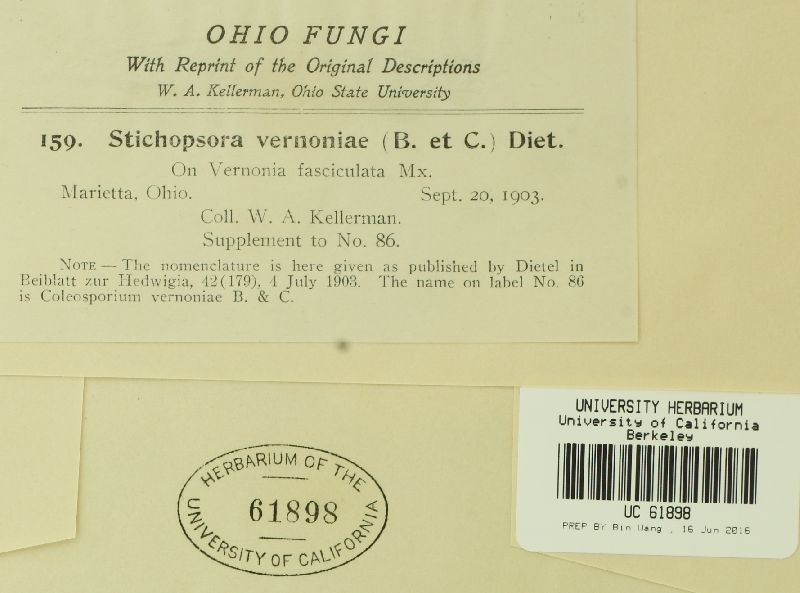 OHIO FUNGI
With Reprint of the Original Descriptions
W. A. Kellerman, Ohio State University
159. Stichopsora vernoniae (B. et C.) Diet.
On Vernonia fasciculata Mx.
Marietta, Ohio. Sept. 20, 1903.
Coll. W. A. Kellerman.
Supplement to No. 86.
NOTE — The nomenclature is here given as published by Dietel in
Beiblatt zur Hedwigia, 42(179), 4 July 1903. The name on label No. 86
is Coleosporium vernoniae B. & C.
HERBARIUM OF THE
61898
UNIVERSITY OF CALIFORNIA
UNIVERSITY HERBARIUM
University of California
Berkeley
UC 61898
PREP BY Bin Wang , 16 Jun 2016